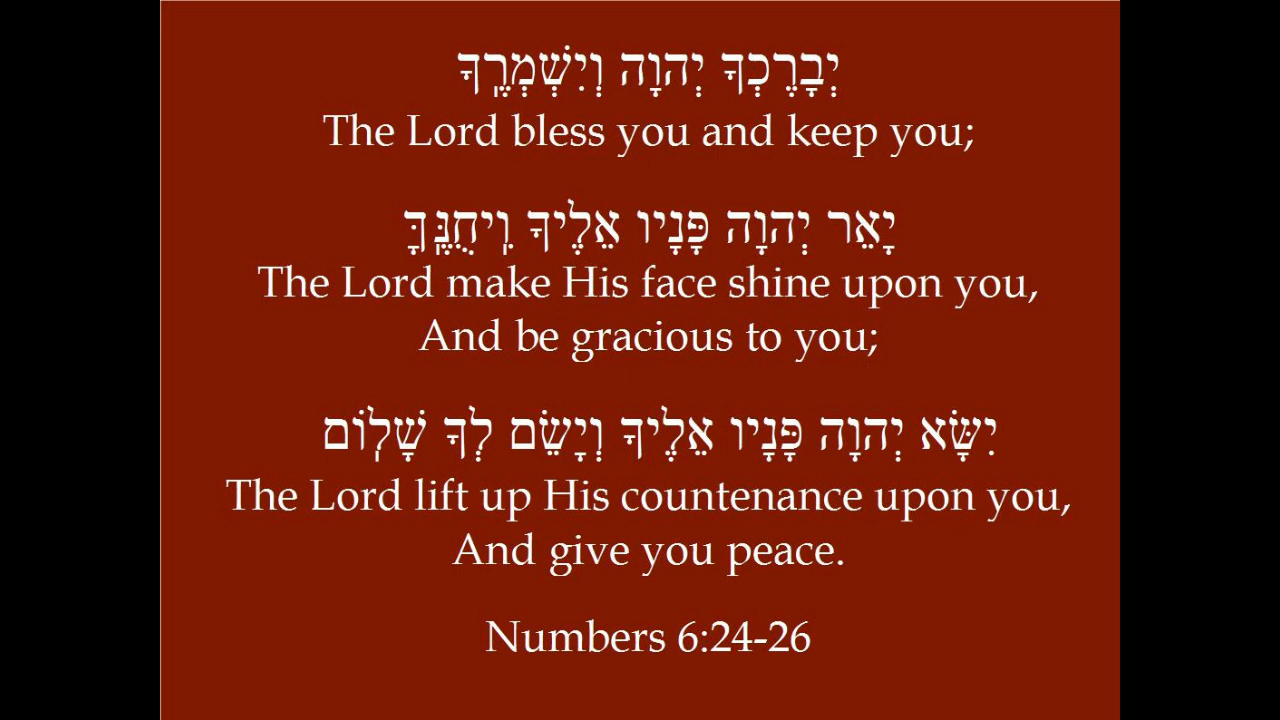 יְבָרֶכְךָ יְהוָה וְיִשְׁמְרֶֽךָ
The Lord bless you and keep you;
יָאֵר יְהוָה פָּנָיו אֵלֶיךָ וִֽיחֻנֶּֽךָּ
The Lord make His face shine upon you,
And be gracious to you;
יִשָּׂא יְהוָה פָּנָיו אֵלֶיךָ וְיָשֵׂם לְךָ שָׁלֽוֹם
The Lord lift up His countenance upon you,
And give you peace.
Numbers 6:24-26